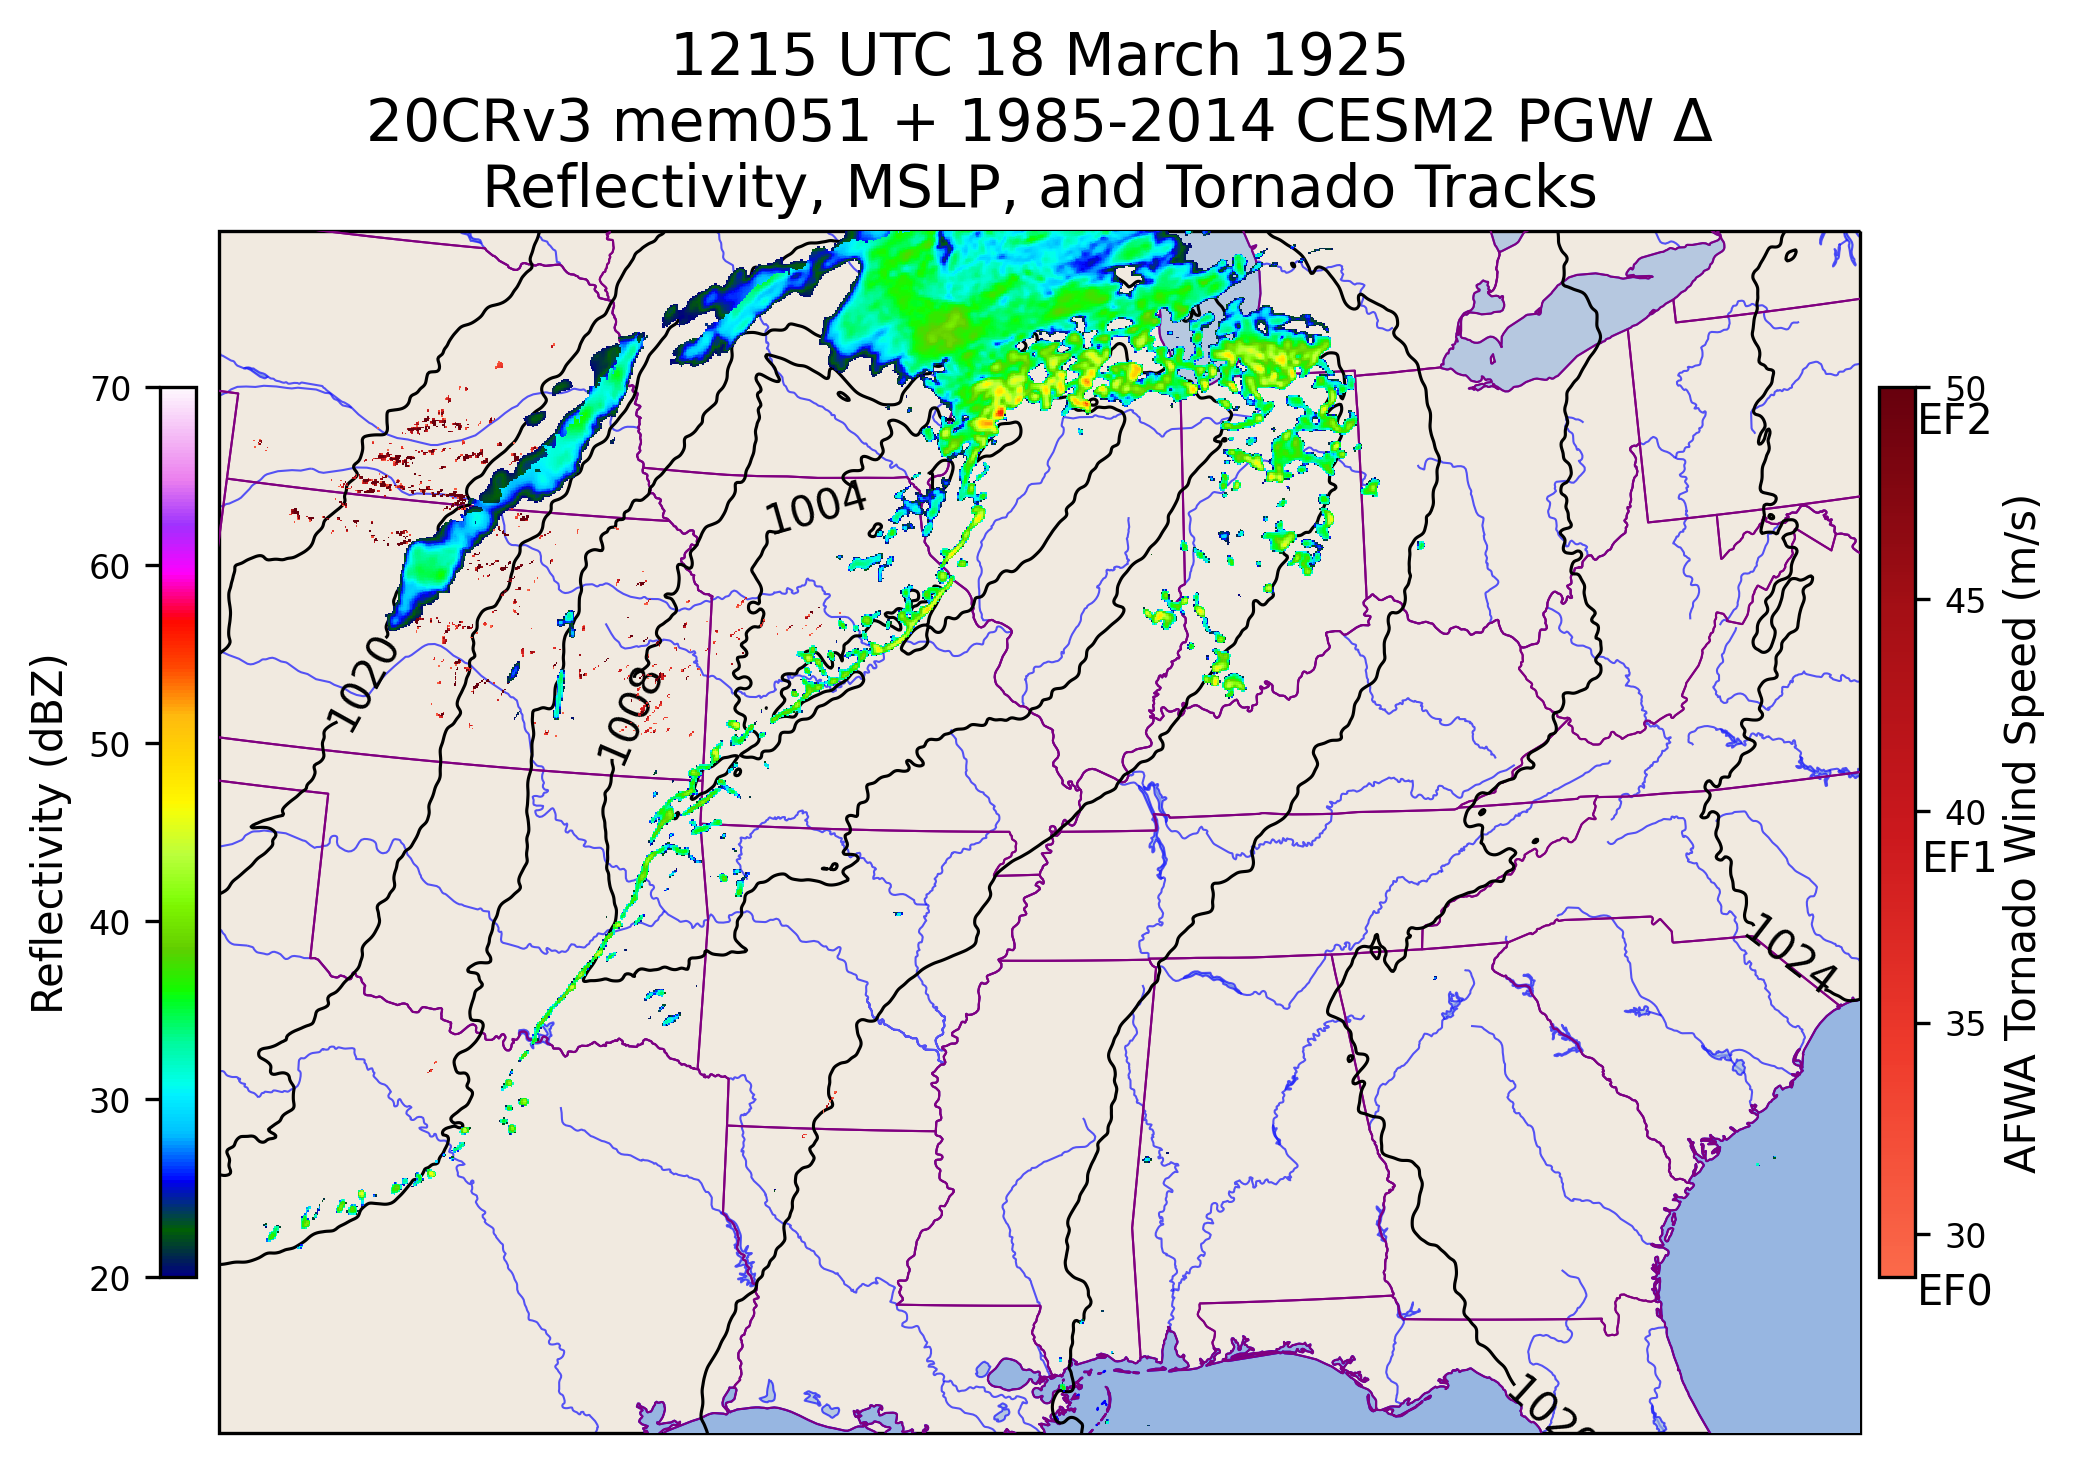 1215 UTC 18 March 1925
20CRv3 mem051 + 1985-2014 CESM2 PGW Δ
Reflectivity, MSLP, and Tornado Tracks
70
60
50
40
30
20
Reflectivity (dBZ)
1004
1020
1008
1024
1020
50
EF2
45
40
EF1
35
30
EF0
AFWA Tornado Wind Speed (m/s)